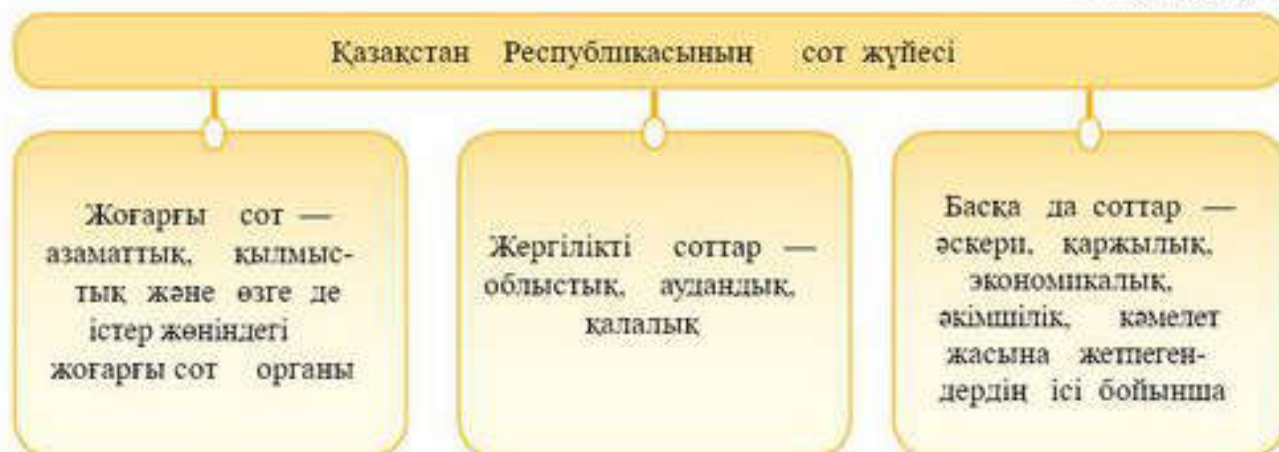 Қазақстан Республикасының сот жүйесі
Жоғарғы сот —
азаматтық, қылмыс-
тық және өзге де
істер жөніндегі
жоғарғы сот органы
Жергілікті соттар —
облыстық, аудандық,
қалалық
Басқа да соттар —
әскери, қаржылық,
экономикалық,
әкімшілік, кәмелет
жасына жетпеген-
дердің ісі бойынша